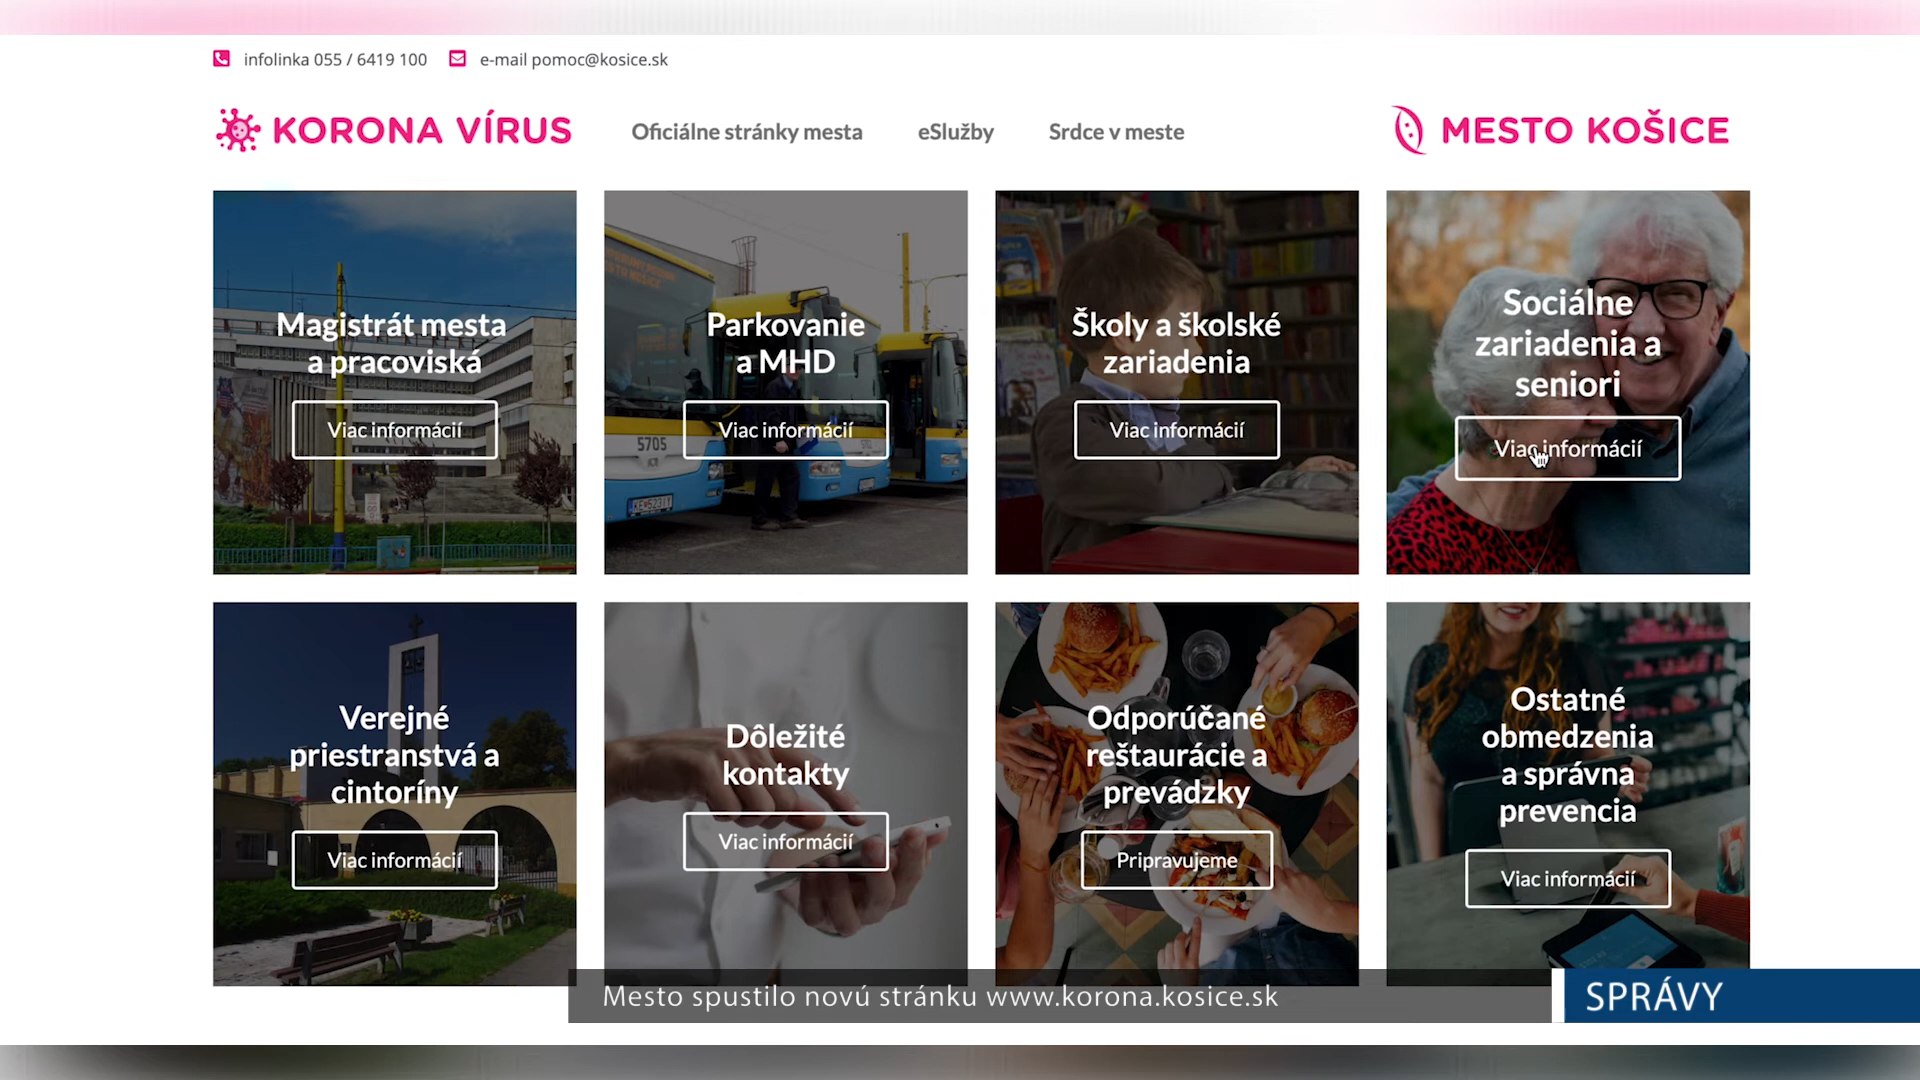 infolinka 055 / 6419 100
e-mail pomoc@kosice.sk
KORONA VÍRUS
Oficiálne stránky mesta
eSlužby
Srdce v meste
MESTO KOŠICE
Magistrát mesta
a pracoviská
Viac informácií
Parkovanie
a MHD
Viac informácií
5705
KE·523IY
Školy a školské
zariadenia
Viac informácií
Sociálne
zariadenia a
seniori
Viac informácií
Verejné
priestranstvá a
cintoríny
Viac informácií
Dôležité
kontakty
Viac informácií
Odporúčané
reštaurácie a
prevádzky
Pripravujeme
Ostatné
obmedzenia
a správna
prevencia
Viac informácií
Mesto spustilo novú stránku www.korona.kosice.sk
SPRÁVY